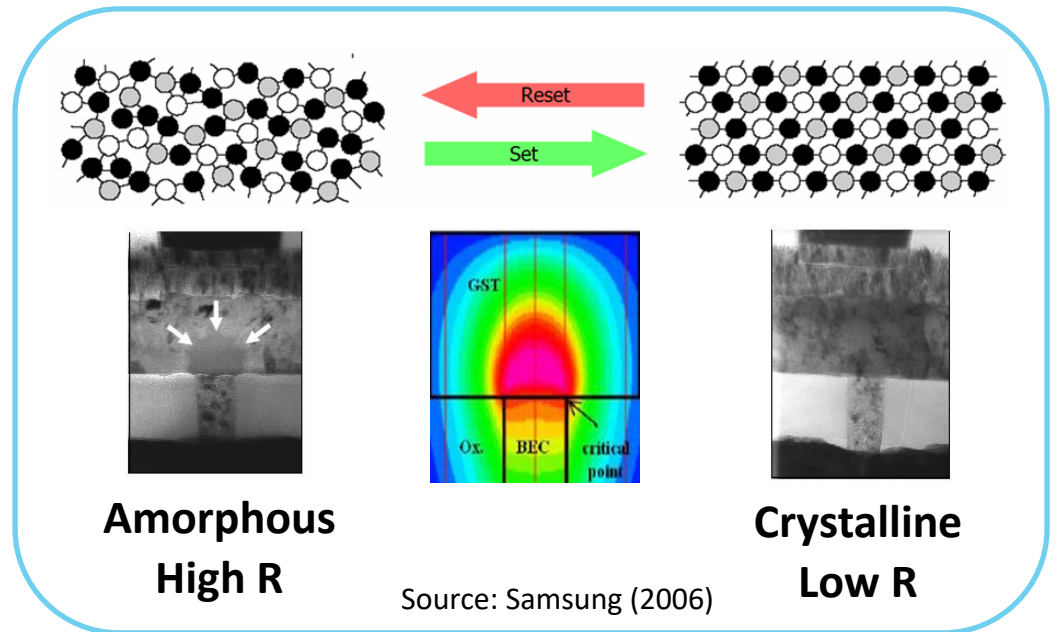 Reset
Set
GST
Ox.
BEC
critical
point
Amorphous
High R
Crystalline
Low R
Source: Samsung (2006)